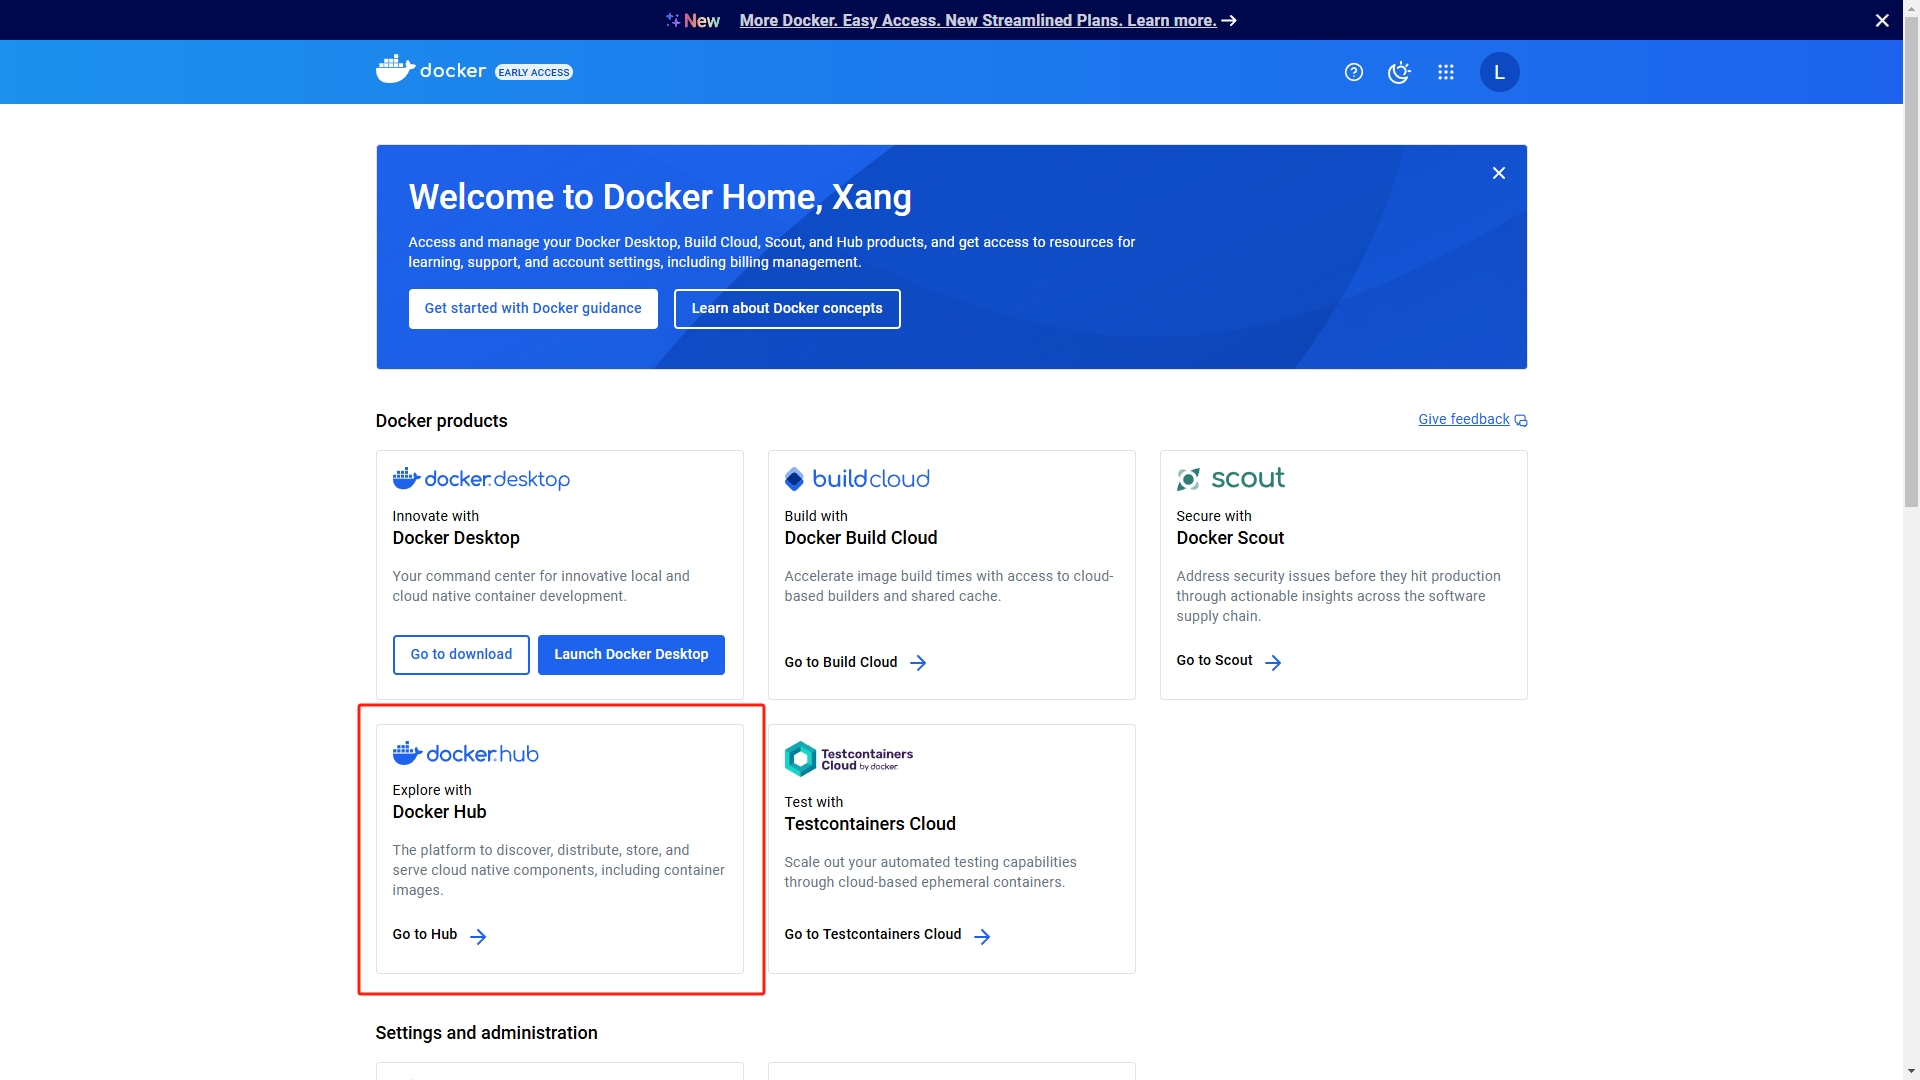 New More Docker. Easy Access. New Streamlined Plans. Learn more.
docker EARLY ACCESS
L
Welcome to Docker Home, Xang
Access and manage your Docker Desktop, Build Cloud, Scout, and Hub products, and get access to resources for
learning, support, and account settings, including billing management.
Get started with Docker guidance
Learn about Docker concepts
Docker products
Give feedback
docker.desktop
Innovate with
Docker Desktop
Your command center for innovative local and
cloud native container development.
Go to download
Launch Docker Desktop
build cloud
Build with
Docker Build Cloud
Accelerate image build times with access to cloud-
based builders and shared cache.
Go to Build Cloud
scout
Secure with
Docker Scout
Address security issues before they hit production
through actionable insights across the software
supply chain.
Go to Scout
docker.hub
Explore with
Docker Hub
The platform to discover, distribute, store, and
serve cloud native components, including container
images.
Go to Hub
Testcontainers
Cloud by docker.
Test with
Testcontainers Cloud
Scale out your automated testing capabilities
through cloud-based ephemeral containers.
Go to Testcontainers Cloud
Settings and administration